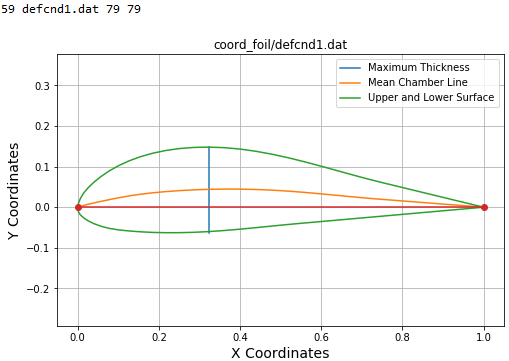 59 defcnd1.dat 79 79
coord_foil/defcnd1.dat
Maximum Thickness
Mean Chamber Line
Upper and Lower Surface
Y Coordinates
0.3
0.2
0.1
0.0
−0.1
−0.2
0.0 0.2 0.4 0.6 0.8 1.0
X Coordinates